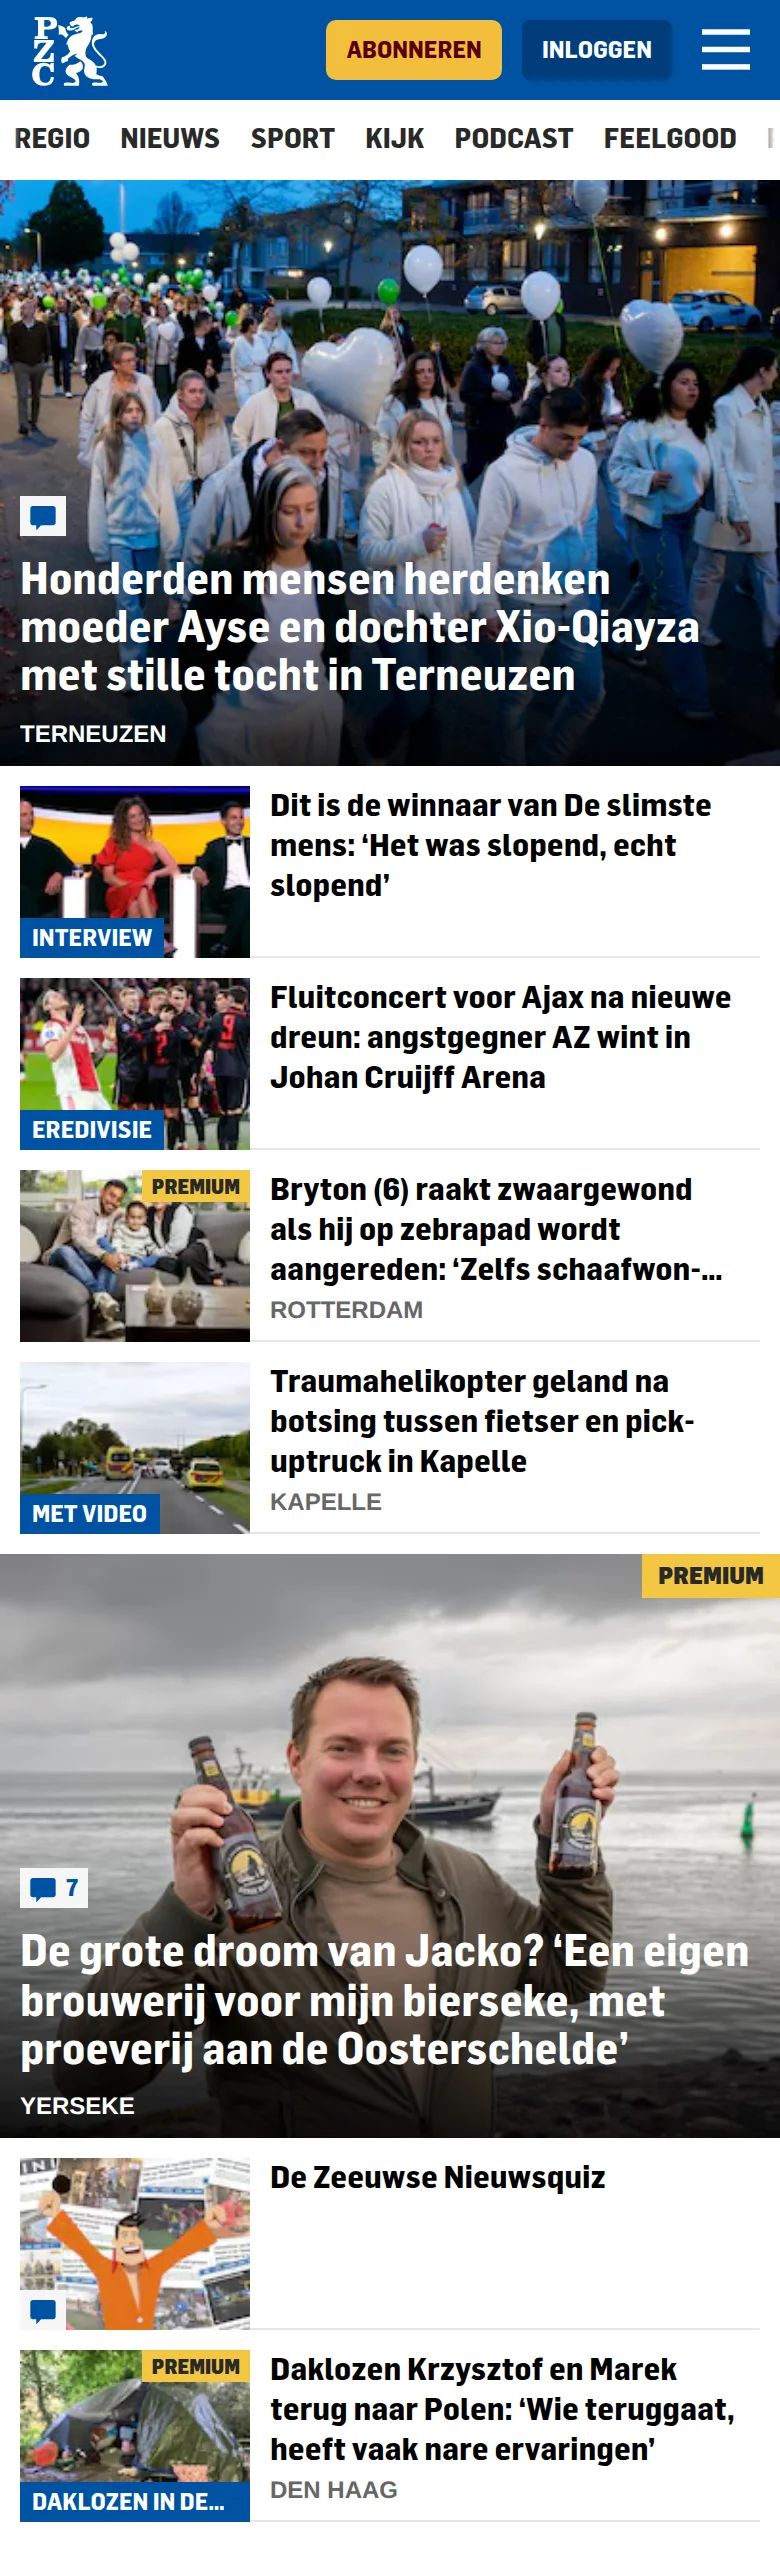 PZC
ABONNEREN
INLOGGEN
REGIO NIEUWS SPORT KIJK PODCAST FEELGOOD
Honderden mensen herdenken
moeder Ayse en dochter Xio-Qiayza
met stille tocht in Terneuzen
TERNEUZEN
INTERVIEW
Dit is de winnaar van De slimste
mens: ‘Het was slopend, echt
slopend’
EREDIVISIE
Fluitconcert voor Ajax na nieuwe
dreun: angstgegner AZ wint in
Johan Cruijff Arena
PREMIUM
Bryton (6) raakt zwaargewond
als hij op zebrapad wordt
aangereden: ‘Zelfs schaafwon-...
ROTTERDAM
MET VIDEO
Traumahelikopter geland na
botsing tussen fietser en pick-
uptruck in Kapelle
KAPELLE
PREMIUM
7
De grote droom van Jacko? ‘Een eigen
brouwerij voor mijn bierseke, met
proeverij aan de Oosterschelde’
YERSEKE
De Zeeuwse Nieuwsquiz
PREMIUM
DAKLOZEN IN DE...
Daklozen Krzysztof en Marek
terug naar Polen: ‘Wie teruggaat,
heeft vaak nare ervaringen’
DEN HAAG